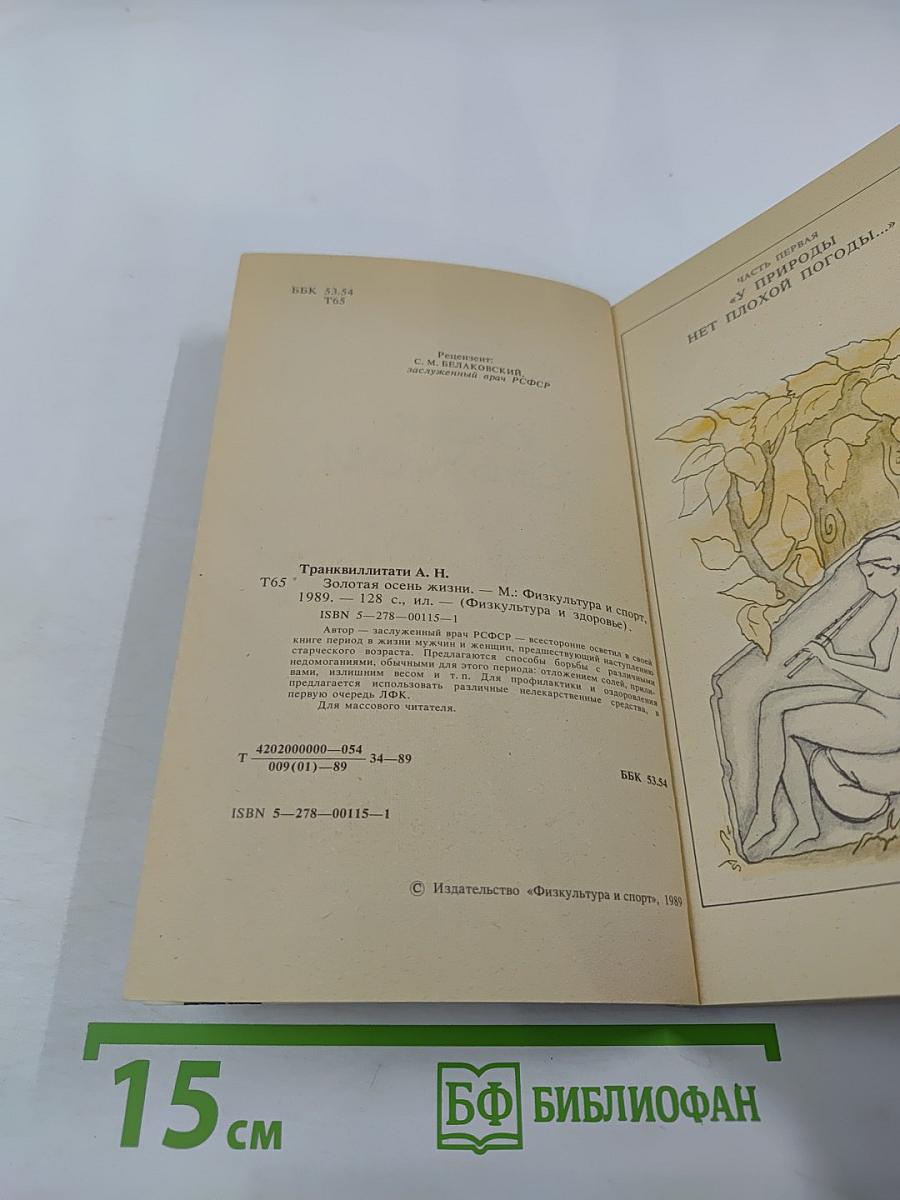 ББК 53.54
Т65
Рецензент:
С. М. БЕЛАКОВСКИЙ,
заслуженный врач РСФСР
Транквиллитати А. Н.
Т65 Золотая осень жизни. — М.: Физкультура и спорт,
1989. — 128 с., ил. — (Физкультура и здоровье).
ISBN 5—278—00115—1
Автор — заслуженный врач РСФСР — всесторонне осветил в своей
книге период в жизни мужчин и женщин, предшествующий наступлению
старческого возраста. Предлагаются способы борьбы с различными
недомоганиями, обычными для этого периода: отложением солей, прили-
вами, излишним весом и т. п. Для профилактики и оздоровления
предлагается использовать различные нелекарственные средства, в
первую очередь ЛФК.
Для массового читателя.
Т 4202000000—054
009(01)—89 34—89
ББК 53.54
ISBN 5—278—00115—1
© Издательство «Физкультура и спорт», 1989
ЧАСТЬ ПЕРВАЯ
«У ПРИРОДЫ
НЕТ ПЛОХОЙ ПОГОДЫ...»
15 см
БФ БИБЛИОФАН